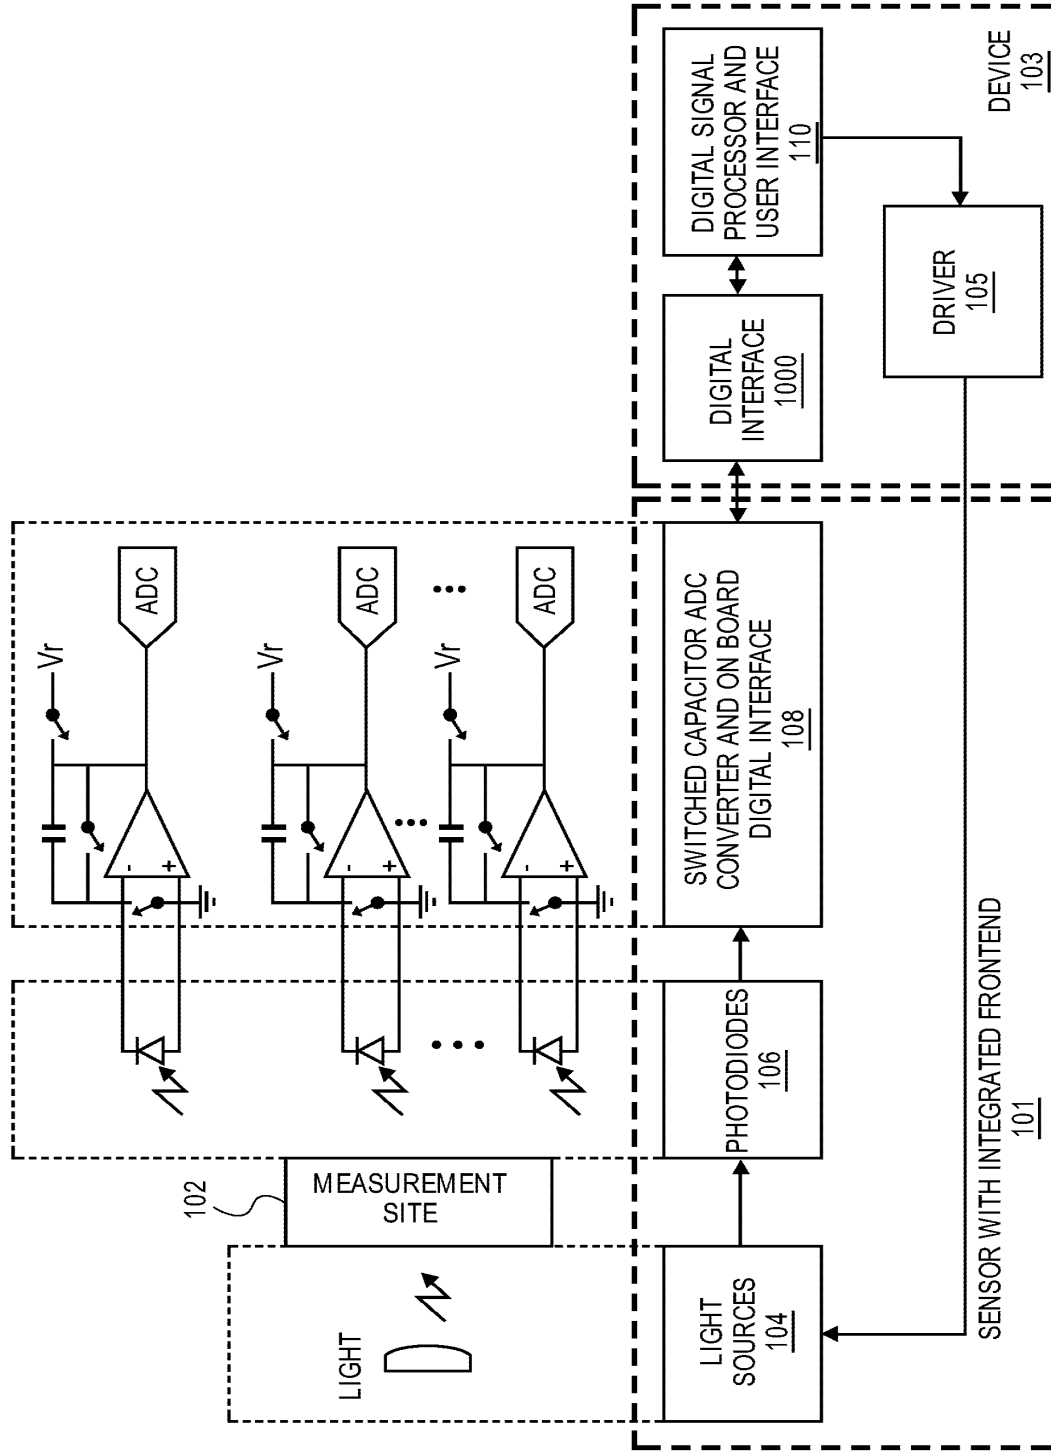 LIGHT
102
MEASUREMENT
SITE
-
+
Vr
ADC
-
+
Vr
ADC
-
+
Vr
ADC
LIGHT
SOURCES
104
PHOTODIODES
106
SWITCHED CAPACITOR ADC
CONVERTER AND ON BOARD
DIGITAL INTERFACE
108
DIGITAL
INTERFACE
1000
DIGITAL SIGNAL
PROCESSOR AND
USER INTERFACE
110
DRIVER
105
SENSOR WITH INTEGRATED FRONTEND
101
DEVICE
103